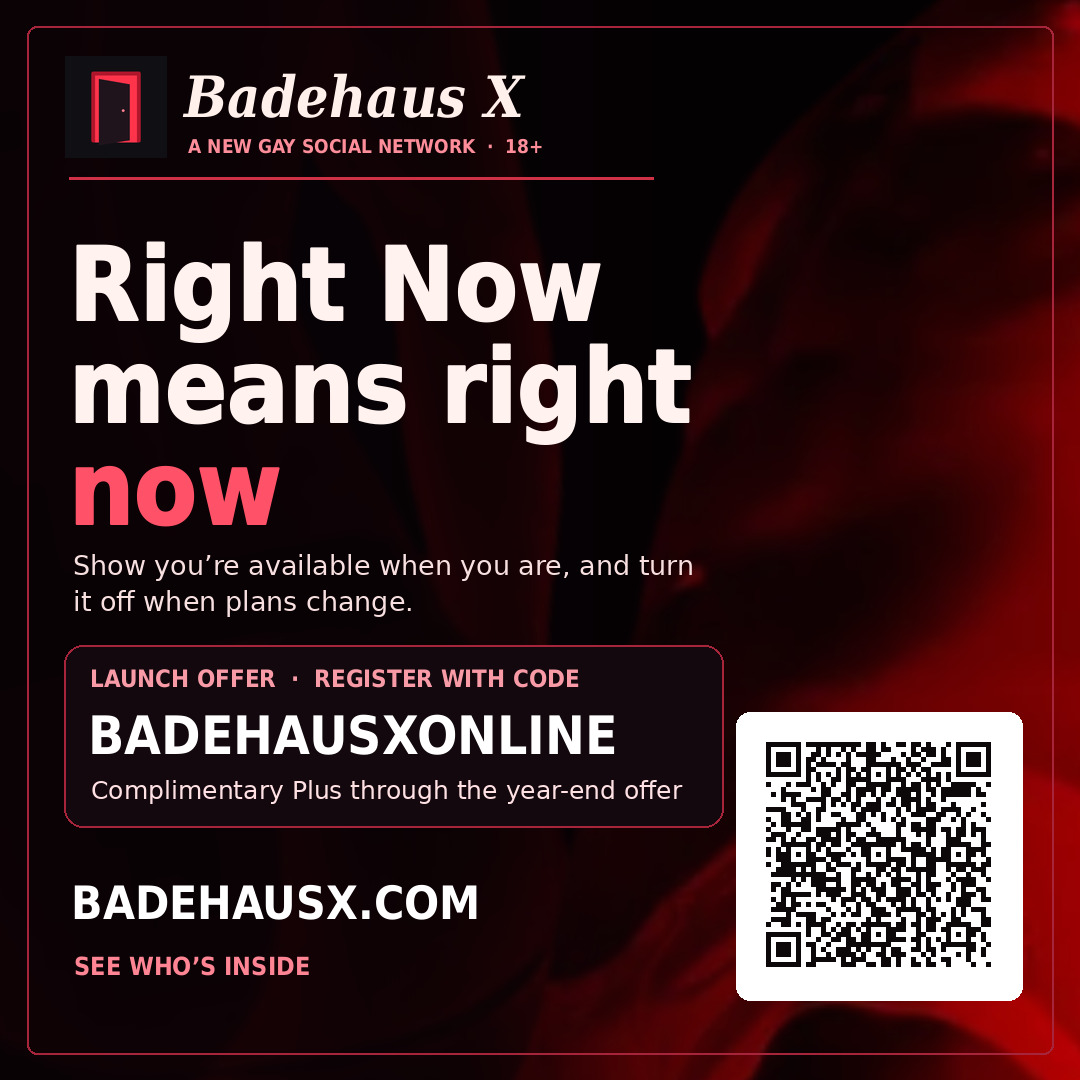 Badehaus X
A NEW GAY SOCIAL NETWORK · 18+
Right Now
means right
now
Show you’re available when you are, and turn
it off when plans change.
LAUNCH OFFER · REGISTER WITH CODE
BADEHAUSXONLINE
Complimentary Plus through the year-end offer
BADEHAUSX.COM
SEE WHO’S INSIDE